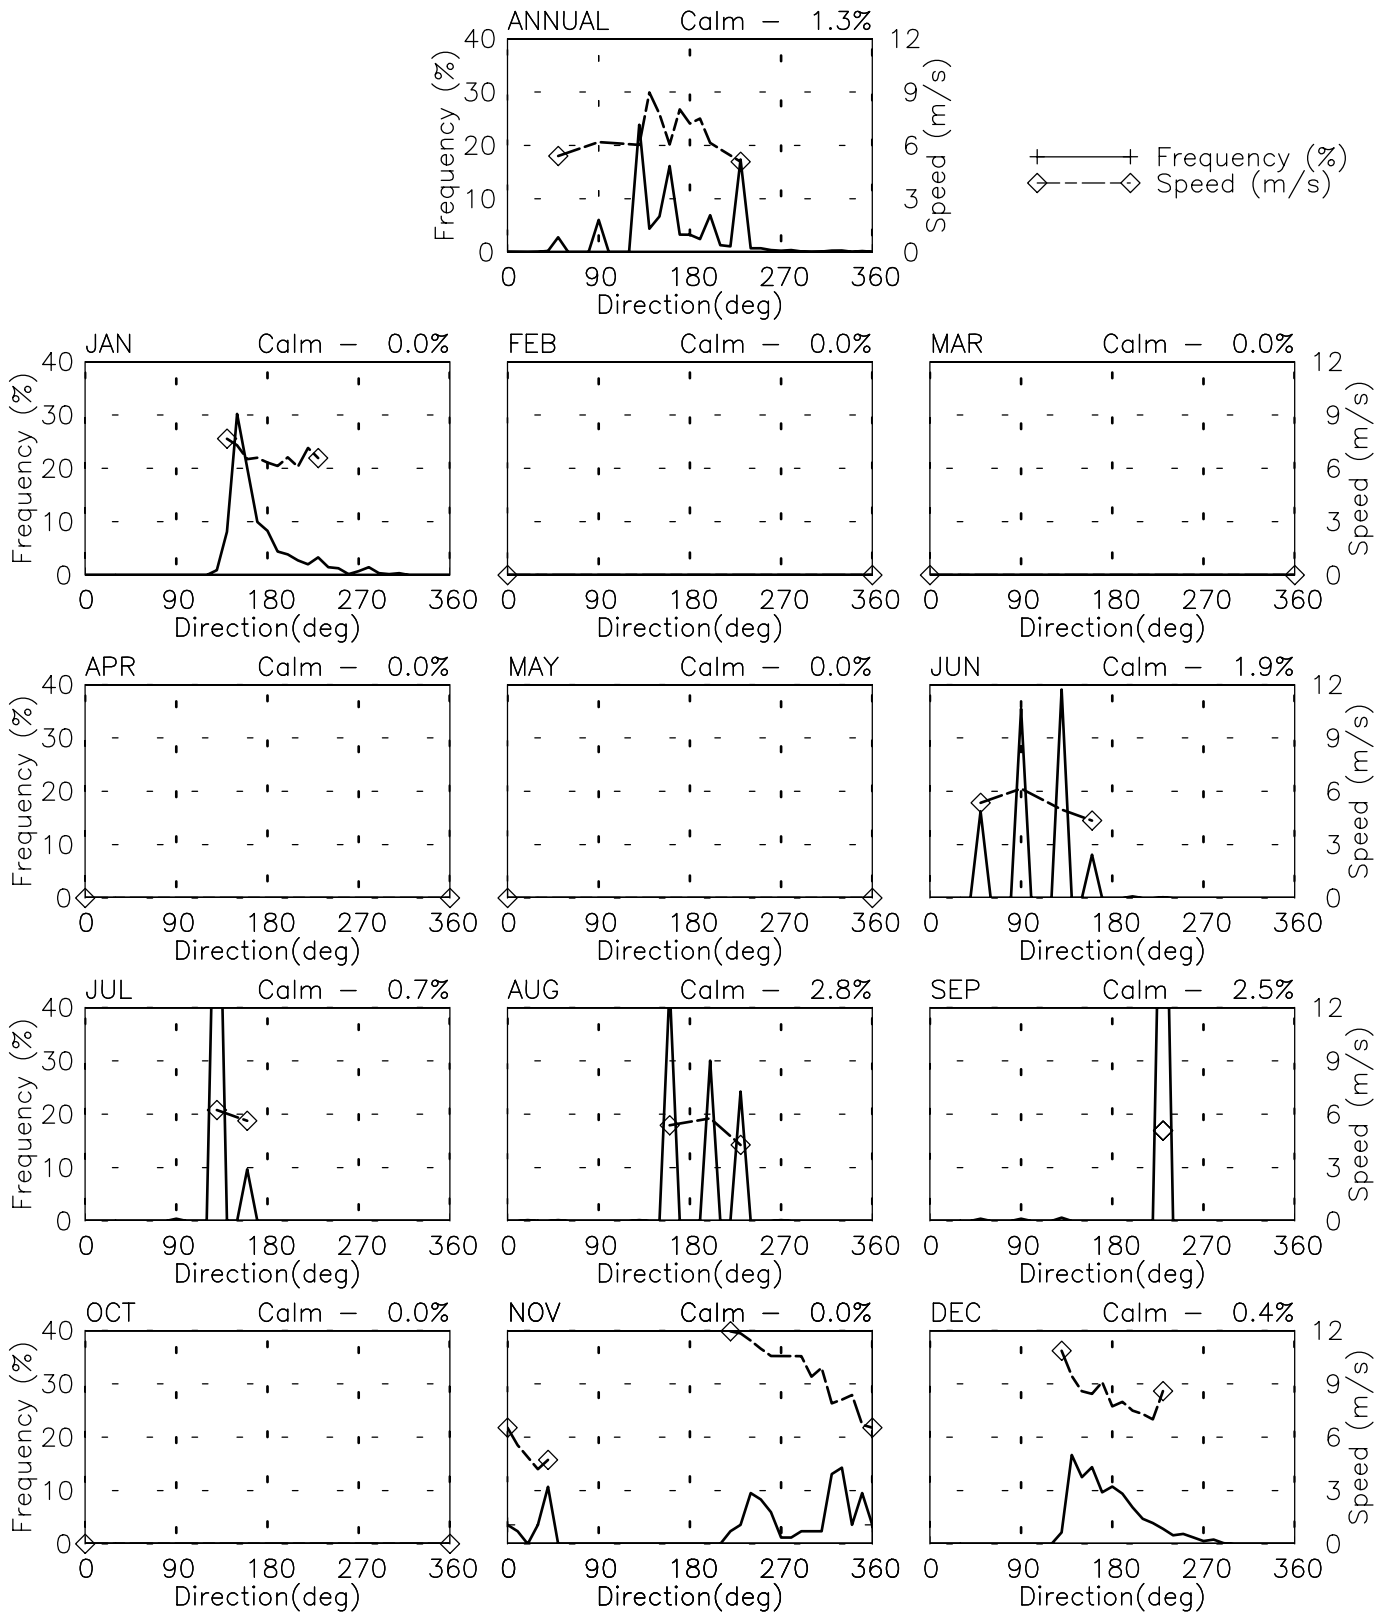 ANNUAL Calm - 1.3%
40 12
30 9
20 6
10 3
0 0
Frequency (%)
Speed (m/s)
0 90 180 270 360
Direction(deg)
Frequency (%)
Speed (m/s)
JAN Calm - 0.0% FEB Calm - 0.0% MAR Calm - 0.0%
40 12
30 9
20 6
10 3
0 0
Frequency (%)
Speed (m/s)
0 90 180 270 360 0 90 180 270 360 0 90 180 270 360
Direction(deg) Direction(deg) Direction(deg)
APR Calm - 0.0% MAY Calm - 0.0% JUN Calm - 1.9%
40 12
30 9
20 6
10 3
0 0
Frequency (%)
Speed (m/s)
0 90 180 270 360 0 90 180 270 360 0 90 180 270 360
Direction(deg) Direction(deg) Direction(deg)
JUL Calm - 0.7% AUG Calm - 2.8% SEP Calm - 2.5%
40 12
30 9
20 6
10 3
0 0
Frequency (%)
Speed (m/s)
0 90 180 270 360 0 90 180 270 360 0 90 180 270 360
Direction(deg) Direction(deg) Direction(deg)
OCT Calm - 0.0% NOV Calm - 0.0% DEC Calm - 0.4%
40 12
30 9
20 6
10 3
0 0
Frequency (%)
Speed (m/s)
0 90 180 270 360 0 90 180 270 360 0 90 180 270 360
Direction(deg) Direction(deg) Direction(deg)